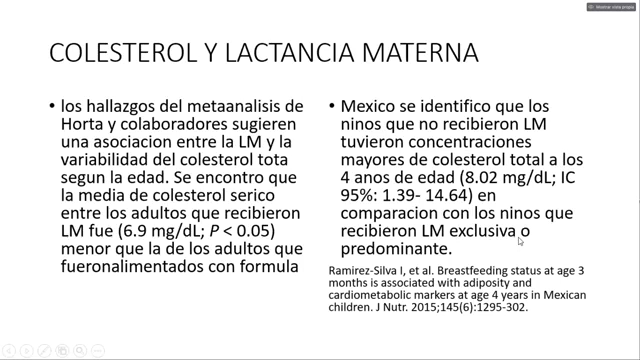 Mostrar vista propia
COLESTEROL Y LACTANCIA MATERNA
• los hallazgos del metaanalisis de
Horta y colaboradores sugieren
una asociacion entre la LM y la
variabilidad del colesterol tota
segun la edad. Se encontro que
la media de colesterol serico
entre los adultos que recibieron
LM fue (6.9 mg/dL; P < 0.05)
menor que la de los adultos que
fueronalimentados con formula
• Mexico se identifico que los
ninos que no recibieron LM
tuvieron concentraciones
mayores de colesterol total a los
4 anos de edad (8.02 mg/dL; IC
95%: 1.39- 14.64) en
comparacion con los ninos que
recibieron LM exclusiva o
predominante.
Ramirez-Silva I, et al. Breastfeeding status at age 3
months is associated with adiposity and
cardiometabolic markers at age 4 years in Mexican
children. J Nutr. 2015;145(6):1295-302.